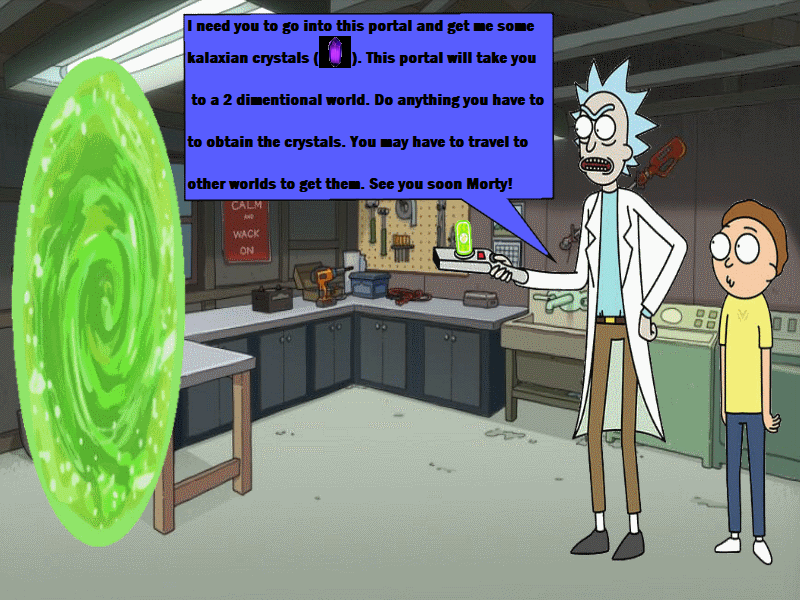 I need you to go into this portal and get me some
kalaxian crystals ( ). This portal will take you
to a 2 dimentional world. Do anything you have to
to obtain the crystals. You may have to travel to
other worlds to get them. See you soon Morty!
CALM
AND
WACK
ON